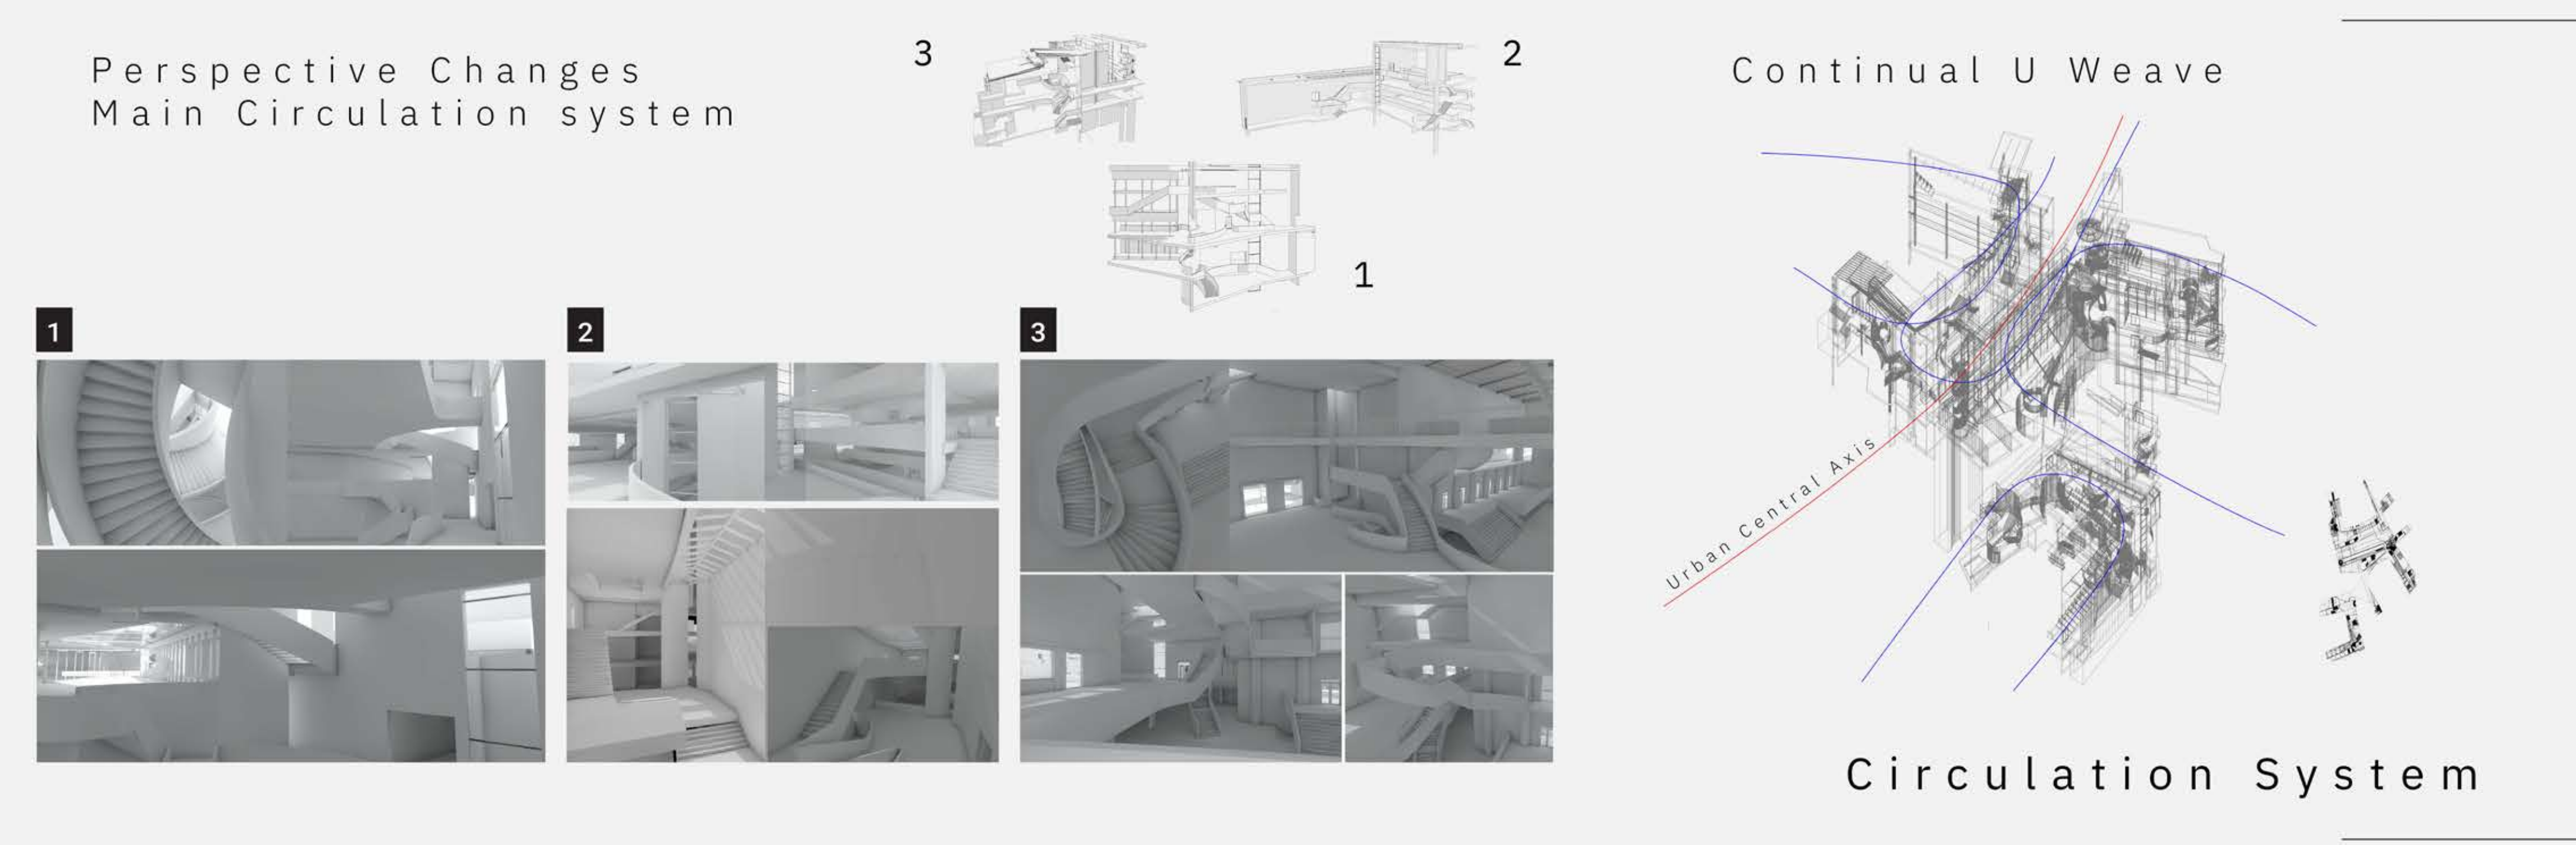 Perspective Changes
Main Circulation system
3
2
1
1
2
3
Continual U Weave
Urban Central Axis
Circulation System